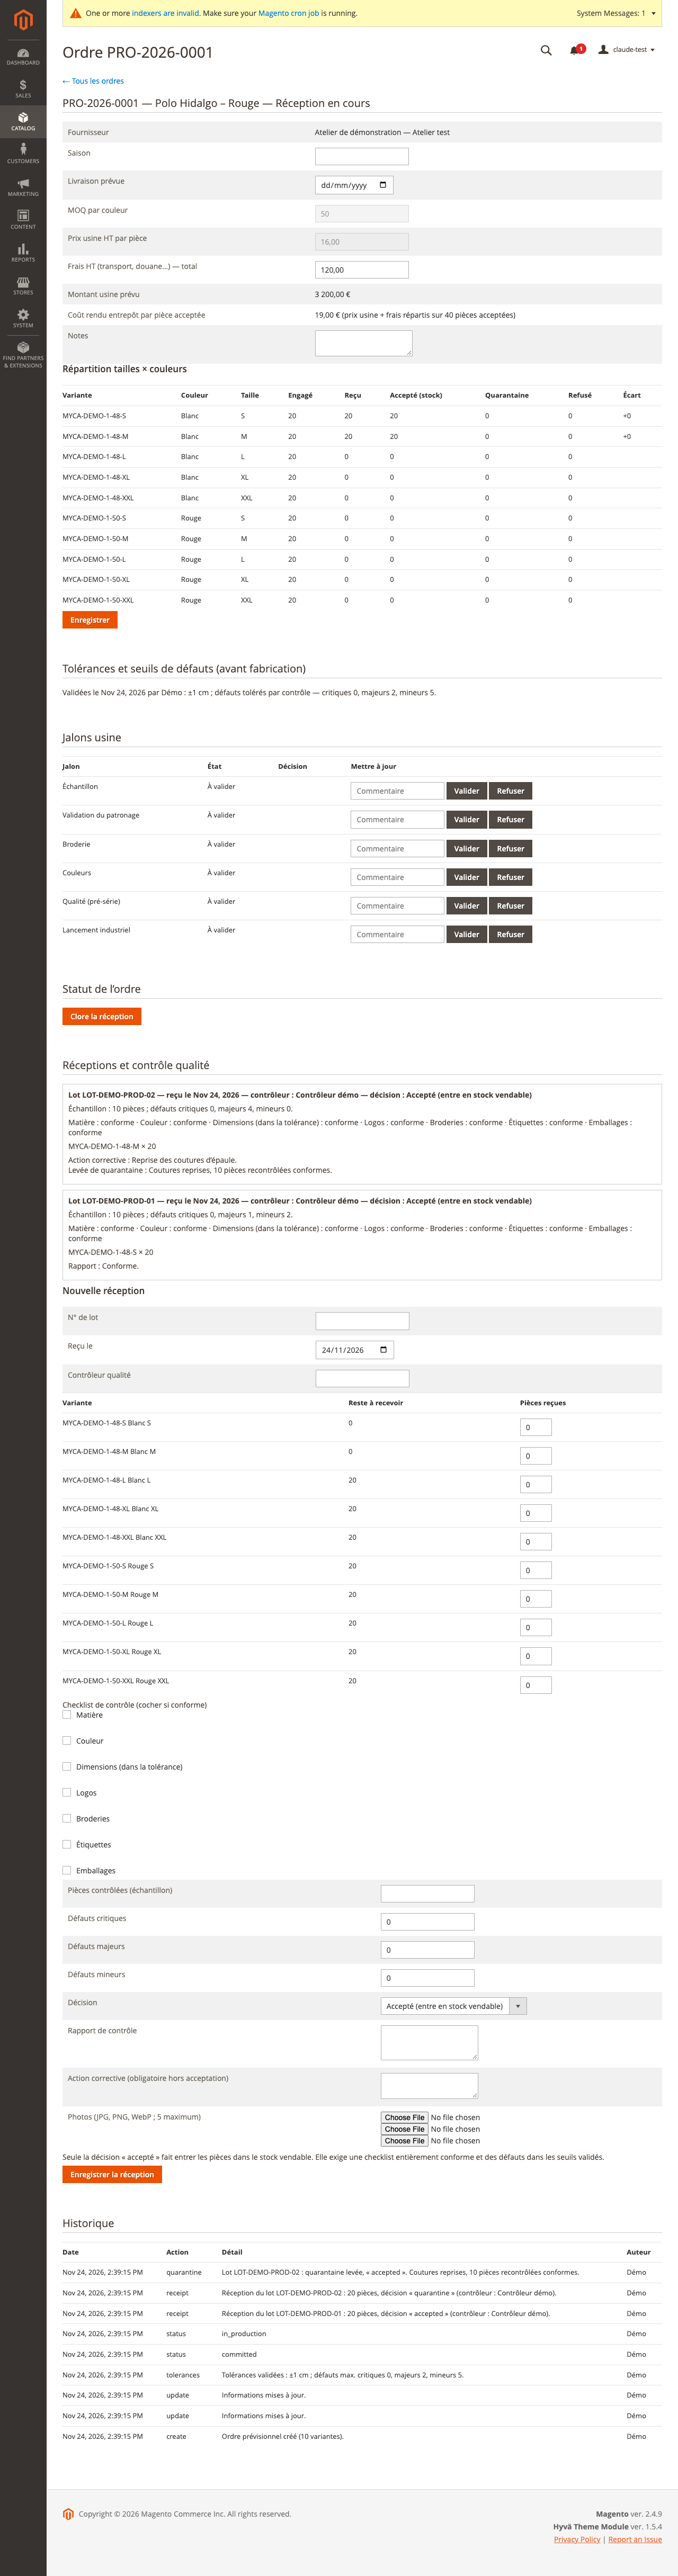 One or more indexers are invalid. Make sure your Magento cron job is running.
System Messages: 1
DASHBOARD
SALES
CATALOG
CUSTOMERS
MARKETING
CONTENT
REPORTS
STORES
SYSTEM
FIND PARTNERS
& EXTENSIONS
Ordre PRO-2026-0001
1
claude-test
← Tous les ordres
PRO-2026-0001 — Polo Hidalgo – Rouge — Réception en cours
Fournisseur Atelier de démonstration — Atelier test
Saison
Livraison prévue dd/mm/yyyy
MOQ par couleur 50
Prix usine HT par pièce 16,00
Frais HT (transport, douane…) — total 120,00
Montant usine prévu 3 200,00 €
Coût rendu entrepôt par pièce acceptée 19,00 € (prix usine + frais répartis sur 40 pièces acceptées)
Notes
Répartition tailles × couleurs
Variante Couleur Taille Engagé Reçu Accepté (stock) Quarantaine Refusé Écart
MYCA-DEMO-1-48-S Blanc S 20 20 20 0 0 +0
MYCA-DEMO-1-48-M Blanc M 20 20 20 0 0 +0
MYCA-DEMO-1-48-L Blanc L 20 0 0 0 0
MYCA-DEMO-1-48-XL Blanc XL 20 0 0 0 0
MYCA-DEMO-1-48-XXL Blanc XXL 20 0 0 0 0
MYCA-DEMO-1-50-S Rouge S 20 0 0 0 0
MYCA-DEMO-1-50-M Rouge M 20 0 0 0 0
MYCA-DEMO-1-50-L Rouge L 20 0 0 0 0
MYCA-DEMO-1-50-XL Rouge XL 20 0 0 0 0
MYCA-DEMO-1-50-XXL Rouge XXL 20 0 0 0 0
Enregistrer
Tolérances et seuils de défauts (avant fabrication)
Validées le Nov 24, 2026 par Démo : ±1 cm ; défauts tolérés par contrôle — critiques 0, majeurs 2, mineurs 5.
Jalons usine
Jalon État Décision Mettre à jour
Échantillon À valider Commentaire Valider Refuser
Validation du patronage À valider Commentaire Valider Refuser
Broderie À valider Commentaire Valider Refuser
Couleurs À valider Commentaire Valider Refuser
Qualité (pré-série) À valider Commentaire Valider Refuser
Lancement industriel À valider Commentaire Valider Refuser
Statut de l’ordre
Clore la réception
Réceptions et contrôle qualité
Lot LOT-DEMO-PROD-02 — reçu le Nov 24, 2026 — contrôleur : Contrôleur démo — décision : Accepté (entre en stock vendable)
Échantillon : 10 pièces ; défauts critiques 0, majeurs 4, mineurs 0.
Matière : conforme · Couleur : conforme · Dimensions (dans la tolérance) : conforme · Logos : conforme · Broderies : conforme · Étiquettes : conforme · Emballages :
conforme
MYCA-DEMO-1-48-M × 20
Action corrective : Reprise des coutures d’épaule.
Levée de quarantaine : Coutures reprises, 10 pièces recontrôlées conformes.
Lot LOT-DEMO-PROD-01 — reçu le Nov 24, 2026 — contrôleur : Contrôleur démo — décision : Accepté (entre en stock vendable)
Échantillon : 10 pièces ; défauts critiques 0, majeurs 1, mineurs 2.
Matière : conforme · Couleur : conforme · Dimensions (dans la tolérance) : conforme · Logos : conforme · Broderies : conforme · Étiquettes : conforme · Emballages :
conforme
MYCA-DEMO-1-48-S × 20
Rapport : Conforme.
Nouvelle réception
N° de lot
Reçu le 24/11/2026
Contrôleur qualité
Variante Reste à recevoir Pièces reçues
MYCA-DEMO-1-48-S Blanc S 0 0
MYCA-DEMO-1-48-M Blanc M 0 0
MYCA-DEMO-1-48-L Blanc L 20 0
MYCA-DEMO-1-48-XL Blanc XL 20 0
MYCA-DEMO-1-48-XXL Blanc XXL 20 0
MYCA-DEMO-1-50-S Rouge S 20 0
MYCA-DEMO-1-50-M Rouge M 20 0
MYCA-DEMO-1-50-L Rouge L 20 0
MYCA-DEMO-1-50-XL Rouge XL 20 0
MYCA-DEMO-1-50-XXL Rouge XXL 20 0
Checklist de contrôle (cocher si conforme)
Matière
Couleur
Dimensions (dans la tolérance)
Logos
Broderies
Étiquettes
Emballages
Pièces contrôlées (échantillon)
Défauts critiques 0
Défauts majeurs 0
Défauts mineurs 0
Décision Accepté (entre en stock vendable)
Rapport de contrôle
Action corrective (obligatoire hors acceptation)
Photos (JPG, PNG, WebP ; 5 maximum) Choose File No file chosen
Choose File No file chosen
Choose File No file chosen
Seule la décision « accepté » fait entrer les pièces dans le stock vendable. Elle exige une checklist entièrement conforme et des défauts dans les seuils validés.
Enregistrer la réception
Historique
Date Action Détail Auteur
Nov 24, 2026, 2:39:15 PM quarantine Lot LOT-DEMO-PROD-02 : quarantaine levée, « accepted ». Coutures reprises, 10 pièces recontrôlées conformes. Démo
Nov 24, 2026, 2:39:15 PM receipt Réception du lot LOT-DEMO-PROD-02 : 20 pièces, décision « quarantine » (contrôleur : Contrôleur démo). Démo
Nov 24, 2026, 2:39:15 PM receipt Réception du lot LOT-DEMO-PROD-01 : 20 pièces, décision « accepted » (contrôleur : Contrôleur démo). Démo
Nov 24, 2026, 2:39:15 PM status in_production Démo
Nov 24, 2026, 2:39:15 PM status committed Démo
Nov 24, 2026, 2:39:15 PM tolerances Tolérances validées : ±1 cm ; défauts max. critiques 0, majeurs 2, mineurs 5. Démo
Nov 24, 2026, 2:39:15 PM update Informations mises à jour. Démo
Nov 24, 2026, 2:39:15 PM update Informations mises à jour. Démo
Nov 24, 2026, 2:39:15 PM create Ordre prévisionnel créé (10 variantes). Démo
Copyright © 2026 Magento Commerce Inc. All rights reserved.
Magento ver. 2.4.9
Hyvä Theme Module ver. 1.5.4
Privacy Policy | Report an Issue